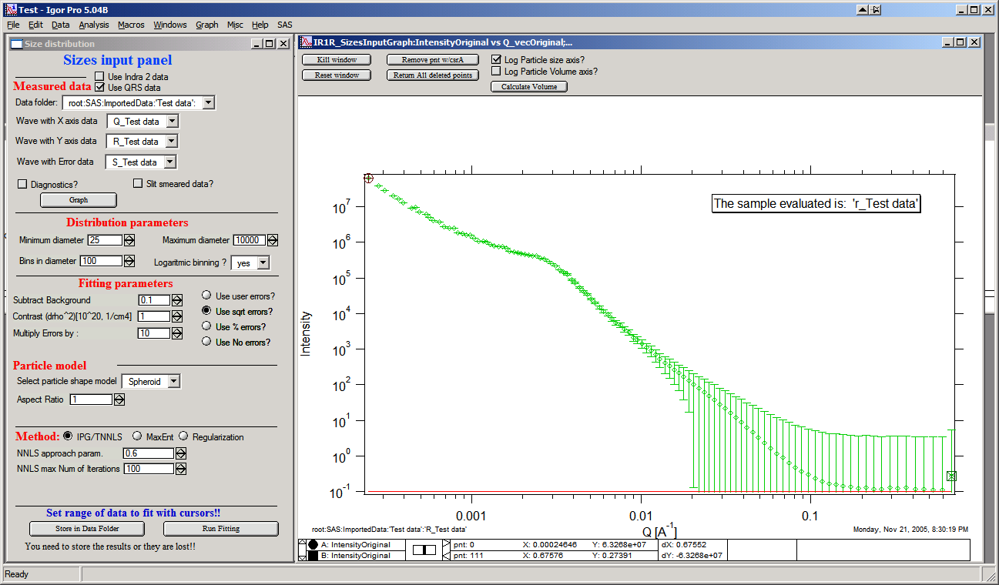 Test - Igor Pro 5.04B
File Edit Data Analysis Macros Windows Graph Misc Help SAS
Size distribution
Sizes input panel
Use Indra 2 data
Measured data Use QRS data
Data folder: root:SAS:ImportedData:'Test data':
Wave with X axis data Q_Test data
Wave with Y axis data R_Test data
Wave with Error data S_Test data
Diagnostics? Slit smeared data?
Graph
Distribution parameters
Minimum diameter 25 Maximum diameter 10000
Bins in diameter 100 Logaritmic binning ? yes
Fitting parameters
Subtract Background 0.1 Use user errors?
Contrast (drho^2)[10^20, 1/cm4] 1 Use sqrt errors?
Multiply Errors by : 10 Use % errors?
Use No errors?
Particle model
Select particle shape model Spheroid
Aspect Ratio 1
Method: IPG/TNNLS MaxEnt Regularization
NNLS approach param. 0.6
NNLS max Num of Iterations 100
Set range of data to fit with cursors!!
Store in Data Folder Run Fitting
You need to store the results or they are lost!!
IR1R_SizesInputGraph:IntensityOriginal vs Q_vecOriginal;...
Kill window Remove pnt w/csrA Log Particle size axis?
Reset window Return All deleted points Log Particle Volume axis?
Calculate Volume
The sample evaluated is: 'r_Test data'
10^7
10^6
10^5
10^4
10^3
10^2
10^1
10^0
10^-1
Intensity
0.001 0.01 0.1
Q [A^-1]
root:SAS:ImportedData:'Test data':'R_Test data' Monday, Nov 21, 2005, 8:30:19 PM
A: IntensityOriginal pnt: 0 X: 0.00024646 Y: 6.3268e+07 dX: 0.67552
B: IntensityOriginal pnt: 111 X: 0.67576 Y: 0.27391 dY: -6.3268e+07
Ready